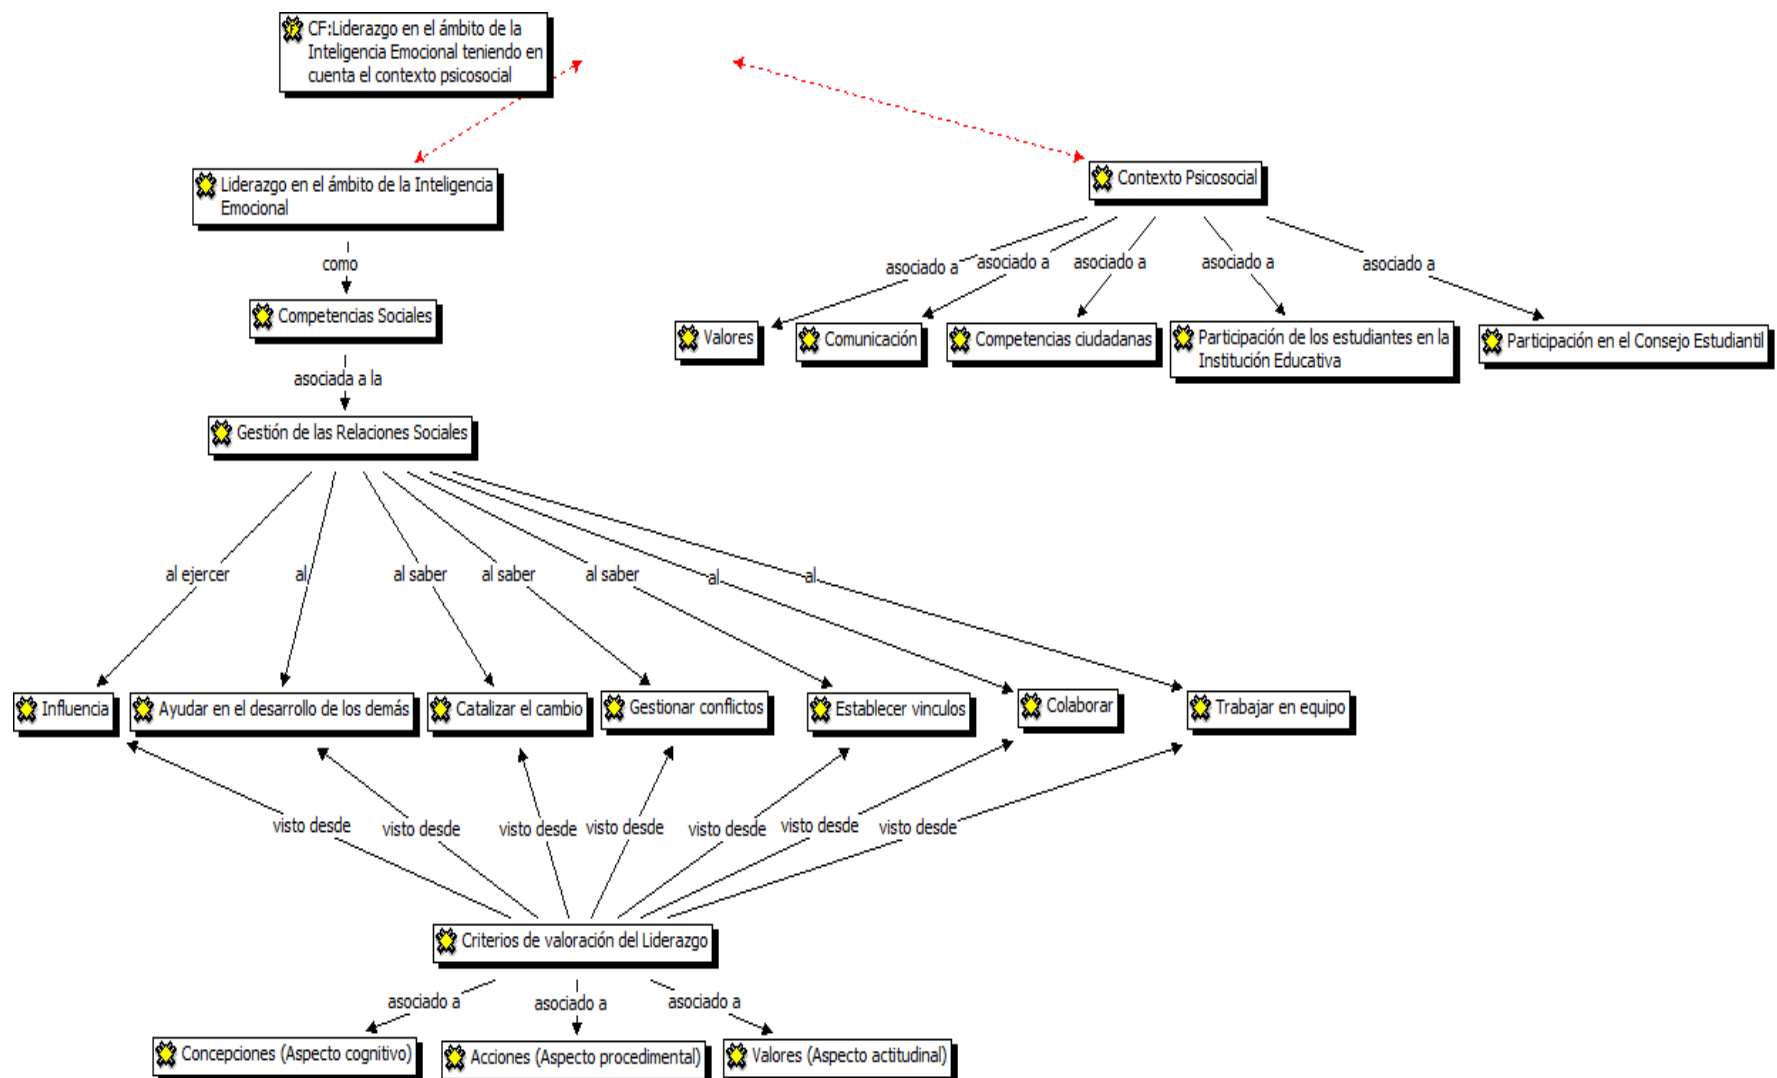 CF:Liderazgo en el ámbito de la
Inteligencia Emocional teniendo en
cuenta el contexto psicosocial
Liderazgo en el ámbito de la Inteligencia
Emocional
Contexto Psicosocial
como
asociado a
asociado a
asociado a
asociado a
asociado a
Competencias Sociales
Valores
Comunicación
Competencias ciudadanas
Participación de los estudiantes en la
Institución Educativa
Participación en el Consejo Estudiantil
asociada a la
Gestión de las Relaciones Sociales
al ejercer
al
al saber
al saber
al saber
al
al
Influencia
Ayudar en el desarrollo de los demás
Catalizar el cambio
Gestionar conflictos
Establecer vinculos
Colaborar
Trabajar en equipo
visto desde
visto desde
visto desde
visto desde
visto desde
visto desde
visto desde
Criterios de valoración del Liderazgo
asociado a
asociado a
asociado a
Concepciones (Aspecto cognitivo)
Acciones (Aspecto procedimental)
Valores (Aspecto actitudinal)